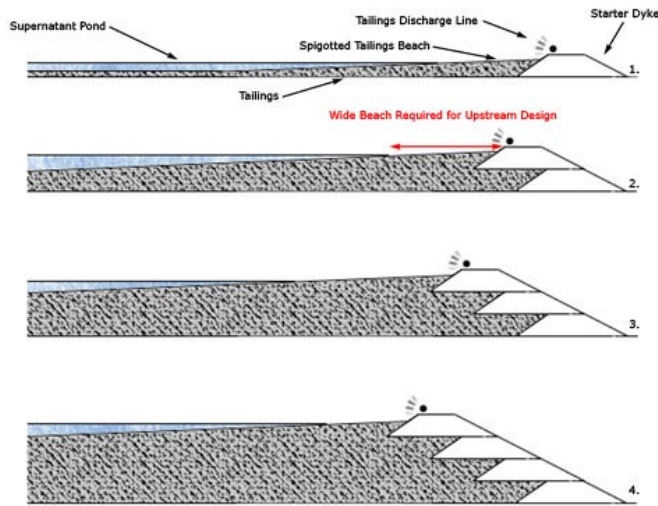 Tailings Discharge Line
Starter Dyke
Supernatant Pond
Spigotted Tailings Beach
1.
Tailings
Wide Beach Required for Upstream Design
2.
3.
4.